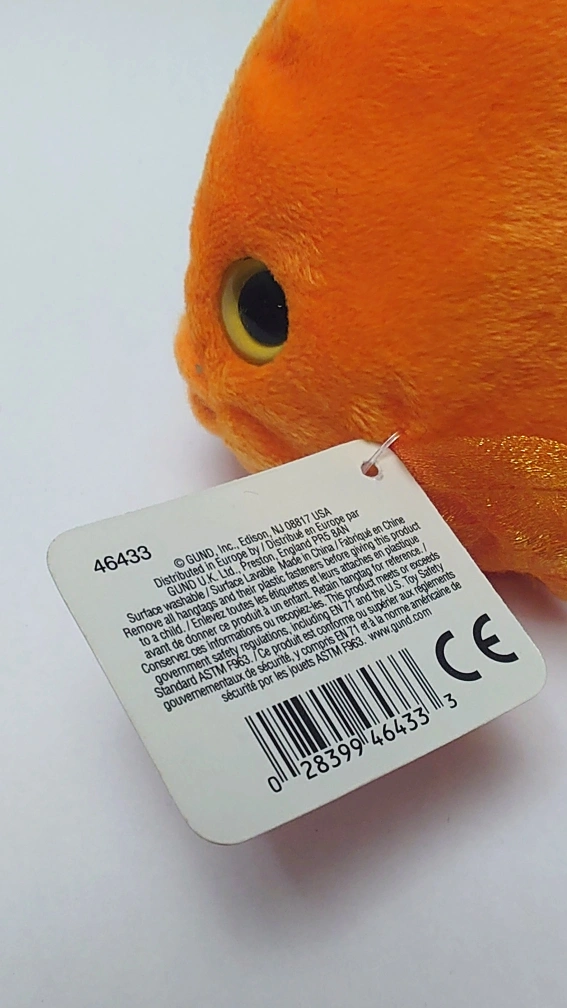 46433
© GUND, Inc., Edison, NJ 08817 USA
Distributed in Europe by / Distribué en Europe par
GUND U.K. Ltd., Preston, England PR5 8AN
Surface washable / Surface Lavable. Made in China / Fabriqué en Chine
Remove all hangtags and their plastic fasteners before giving this product
to a child. / Enlevez toutes les étiquettes et leurs attaches en plastique
avant de donner ce produit à un enfant. Retain hangtag for reference. /
Conservez ces informations ou recopiez-les. This product meets or exceeds
government safety regulations, including EN 71 and the U.S. Toy Safety
Standard ASTM F963. / Ce produit est conforme ou supérior aux règlements
gouvernementaux de sécurité, y compris EN 71 et à la norme américaine de
sécurité por les jouets ASTM F963. www.gund.com
CE
0 28399 46433 3